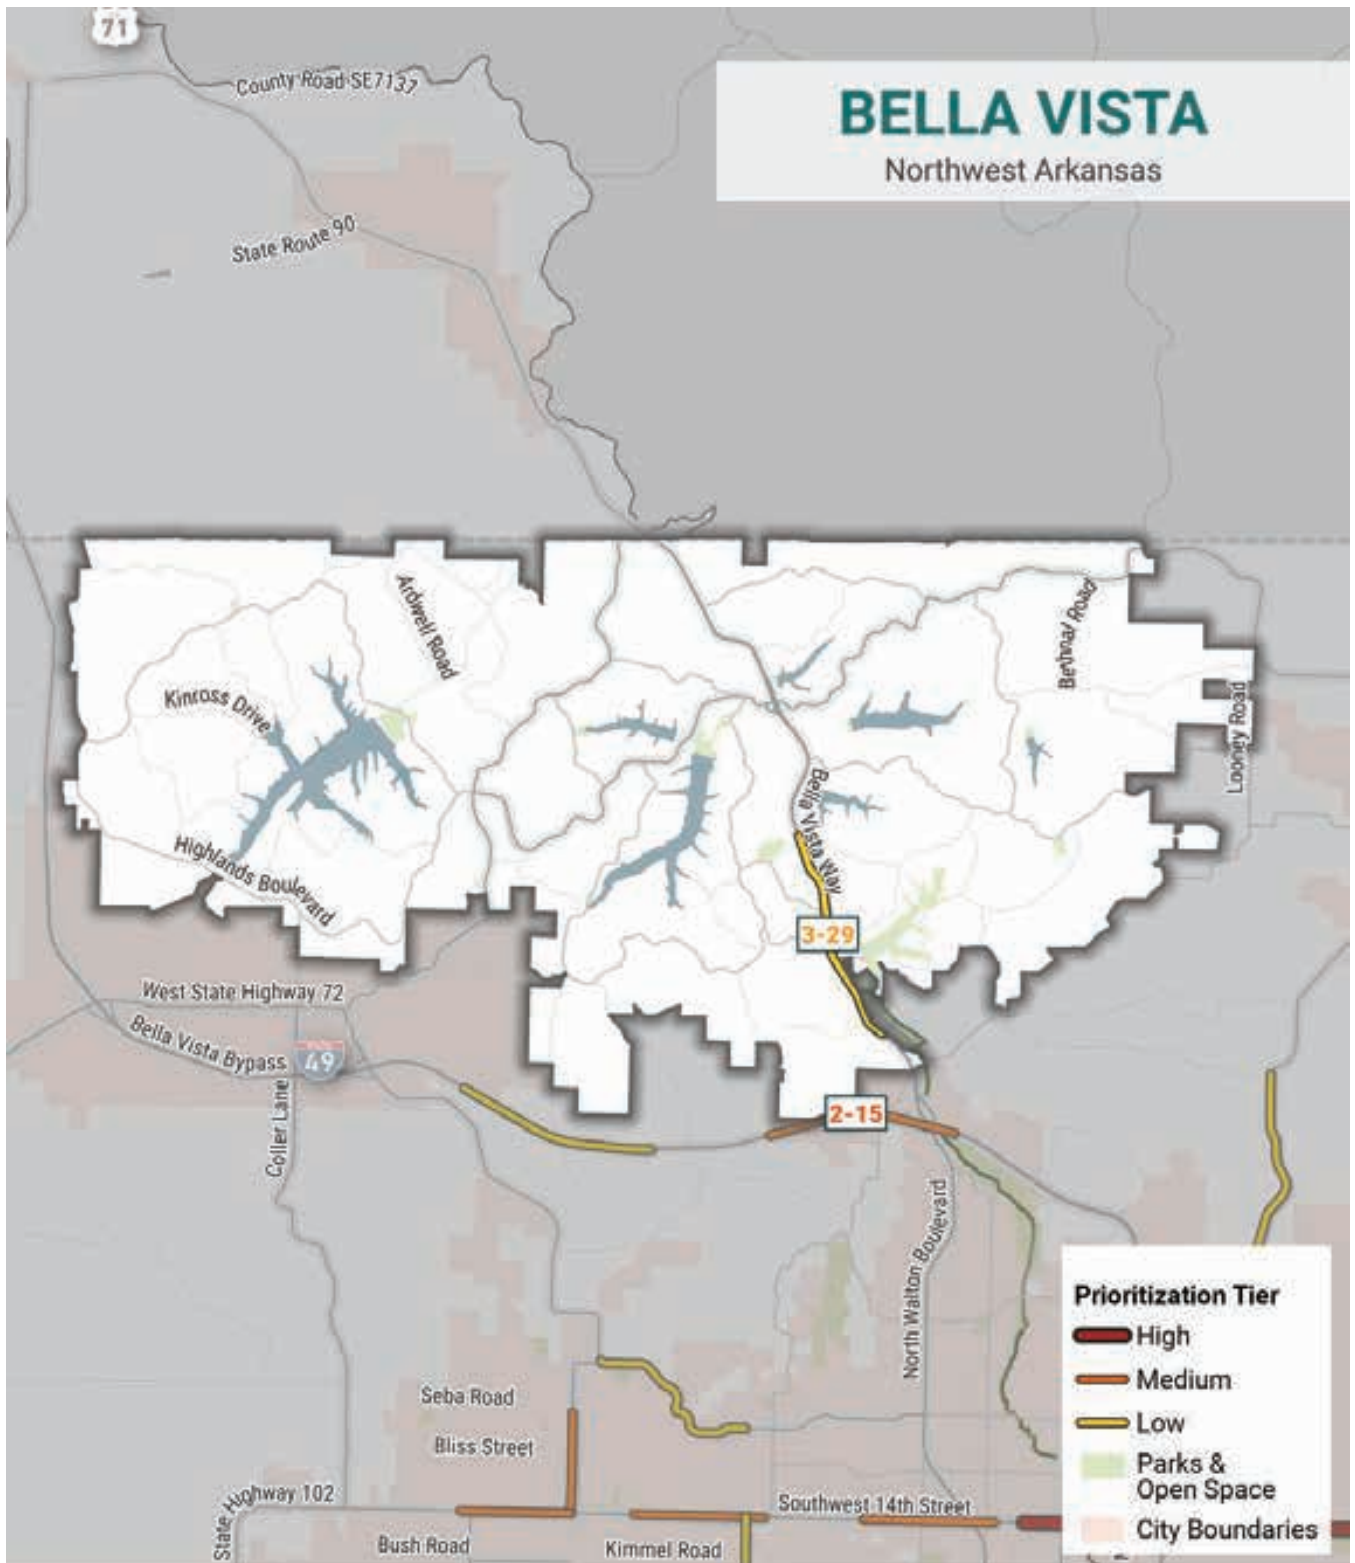 71
County Road SE7137
BELLA VISTA
Northwest Arkansas
State Route 90
Ardwell Road
Bethnal Road
Kinross Drive
Looney Road
Bella Vista Way
Highlands Boulevard
3-29
West State Highway 72
Bella Vista Bypass
49
Coller Lane
2-15
North Walton Boulevard
Prioritization Tier
High
Medium
Low
Parks &
Open Space
City Boundaries
Seba Road
Bliss Street
State Highway 102
Southwest 14th Street
Bush Road
Kimmel Road